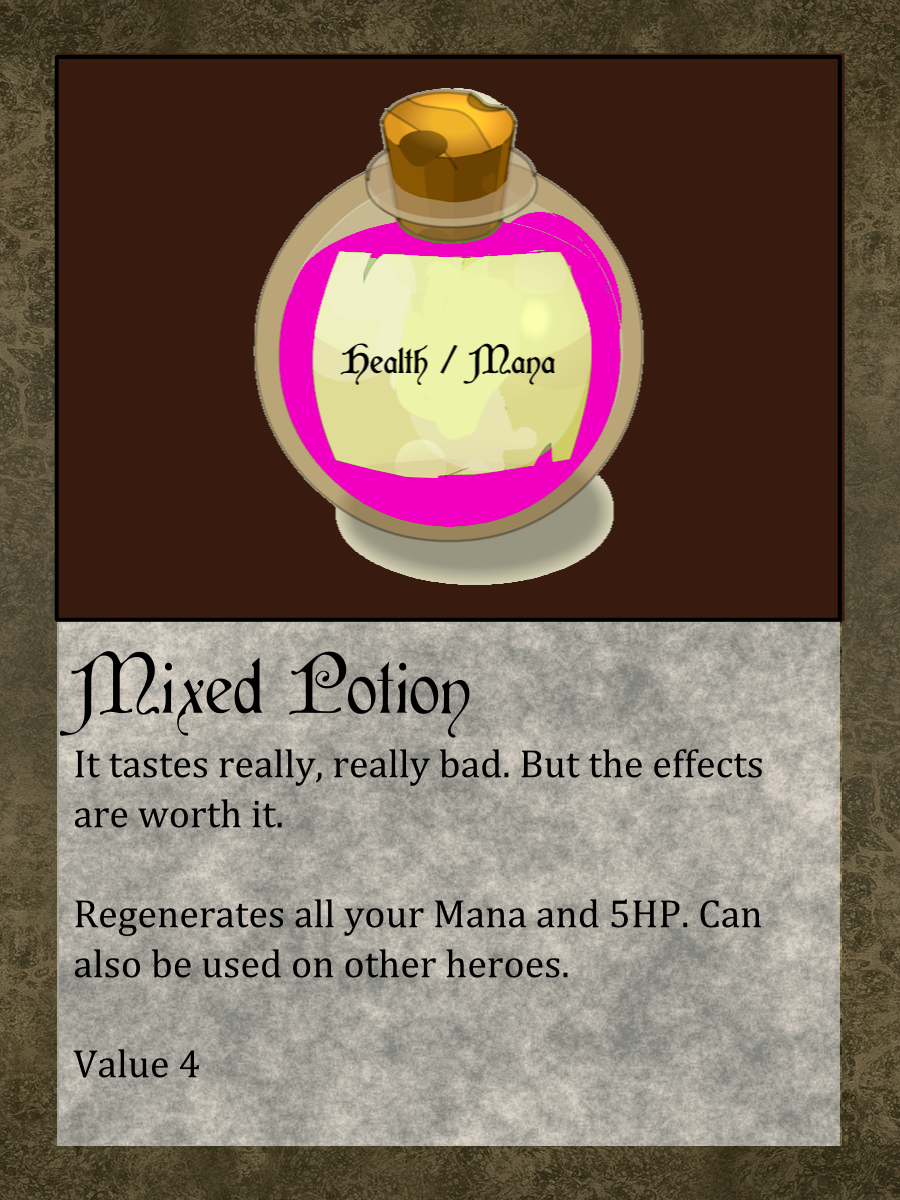 Health / Mana
Mixed Potion
It tastes really, really bad. But the effects
are worth it.
Regenerates all your Mana and 5HP. Can
also be used on other heroes.
Value 4